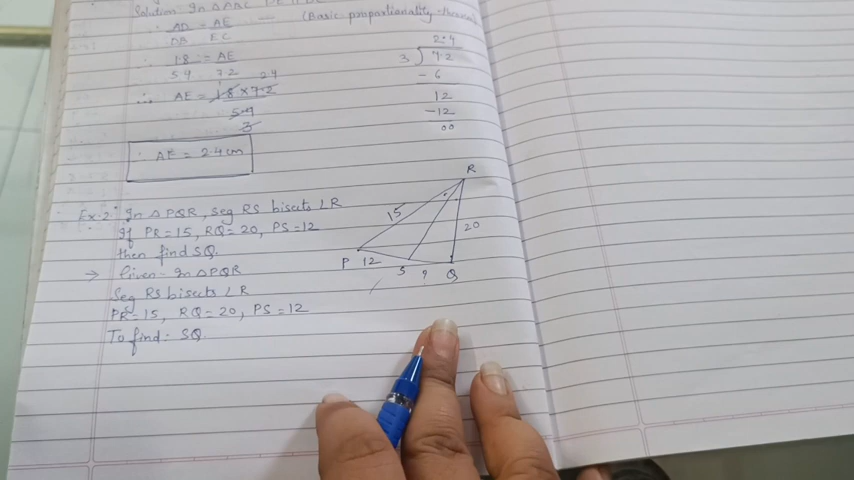 Solution In △ABC
∴ AD = AE --- (Basic proportionality theorem
DB EC
∴ 1.8 = AE
5.4 7.2 2.4
∴ AE = 1.8 × 7.2
5.4
3
∴ AE = 2.4 cm
2.4
3 7.2
- 6
12
-12
00
Ex.2: In △PQR, seg RS bisects ∠R
If PR=15, RQ=20, PS=12
then find SQ.
→ Given- In △PQR
Seg RS bisects ∠R
PR=15, RQ=20, PS=12
To find: SQ
R
15
20
P 12
S ? Q